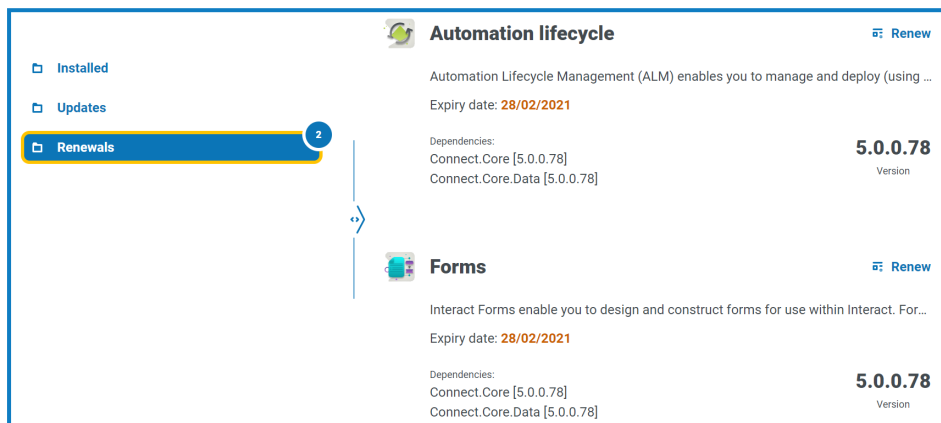 Installed
Updates
Renewals
2
Automation lifecycle
Renew
Automation Lifecycle Management (ALM) enables you to manage and deploy (using ...
Expiry date: 28/02/2021
Dependencies:
Connect.Core [5.0.0.78]
Connect.Core.Data [5.0.0.78]
5.0.0.78
Version
Forms
Renew
Interact Forms enable you to design and construct forms for use within Interact. For...
Expiry date: 28/02/2021
Dependencies:
Connect.Core [5.0.0.78]
Connect.Core.Data [5.0.0.78]
5.0.0.78
Version